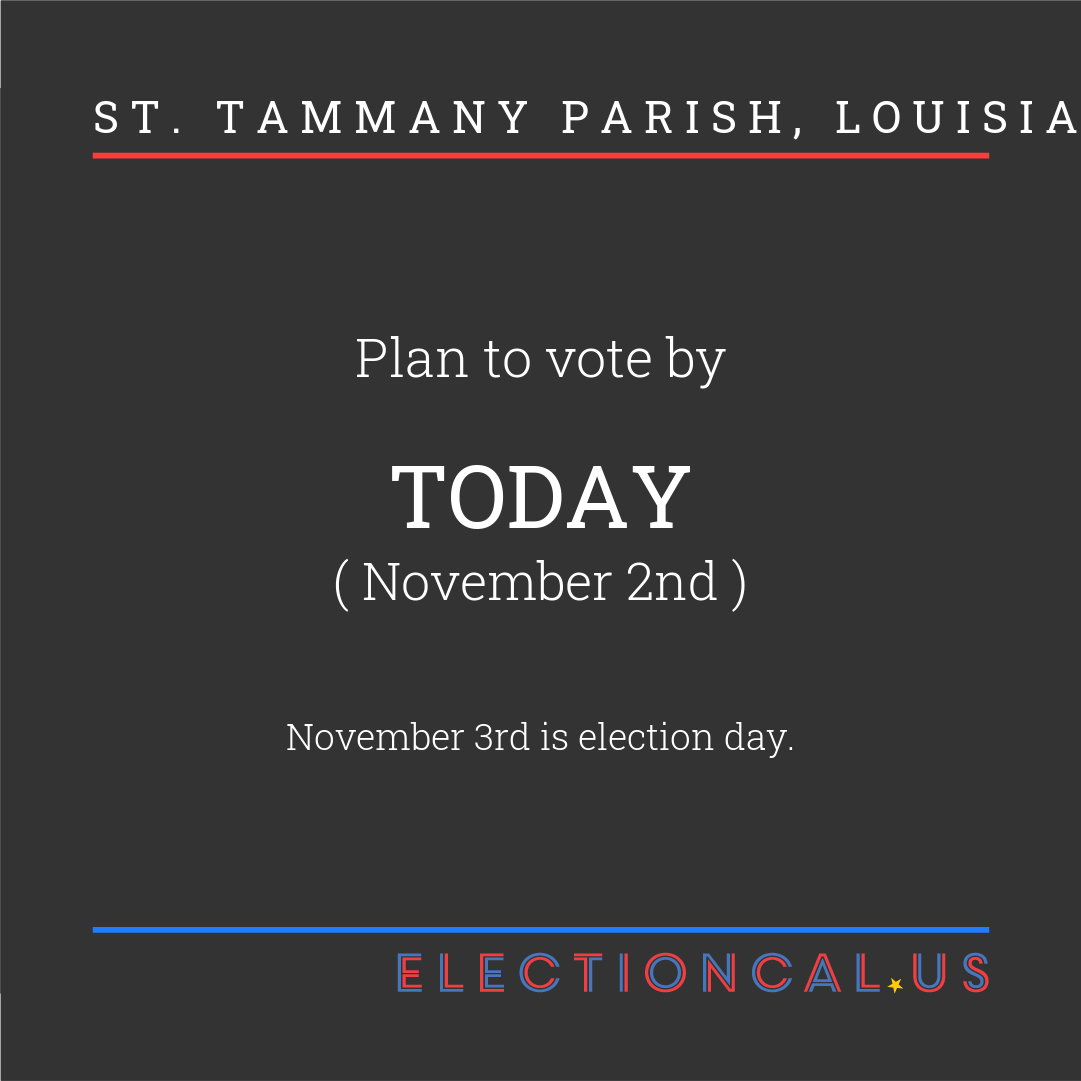 ST. TAMMANY PARISH, LOUISIA
Plan to vote by
TODAY
( November 2nd )
November 3rd is election day.
ELECTIONCAL.US